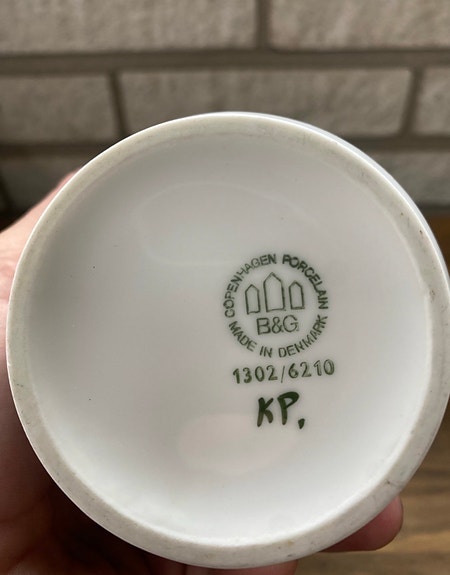 COPENHAGEN PORCELAIN
B&G
MADE IN DENMARK
1302/6210
KP.